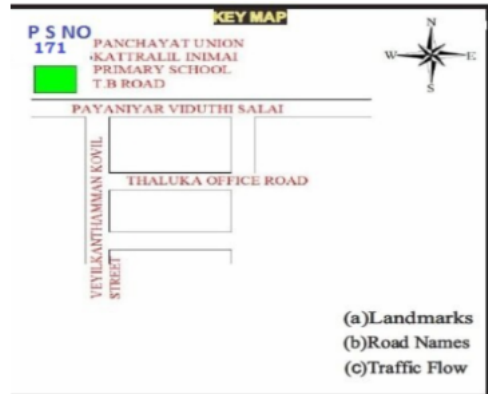 KEY MAP
P S NO
171
PANCHAYAT UNION
KATTRALIL INIMAI
PRIMARY SCHOOL
T.B ROAD
N
W
E
S
PAYANIYAR VIDUTHI SALAI
THALUKA OFFICE ROAD
VEYILKANTHAMMAN KOVIL
STREET
(a)Landmarks
(b)Road Names
(c)Traffic Flow